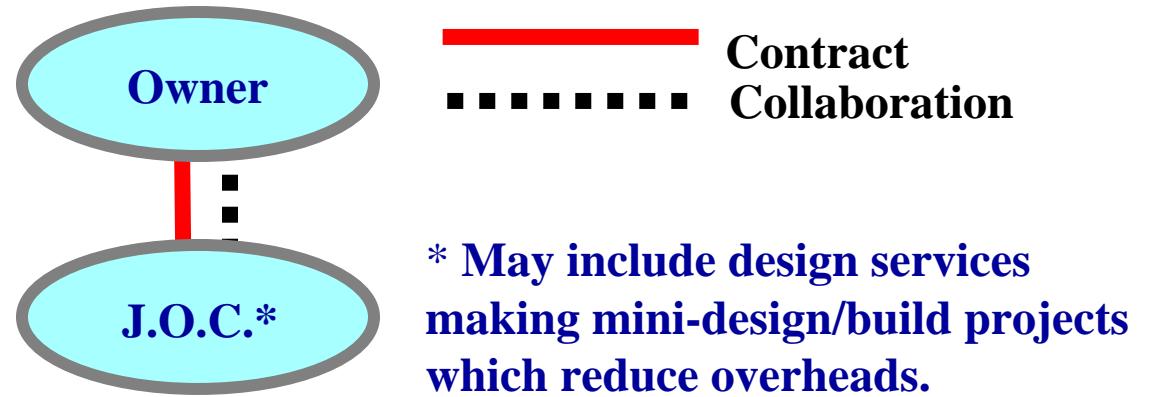 Owner
Contract
Collaboration
J.O.C.*
* May include design services
making mini-design/build projects
which reduce overheads.